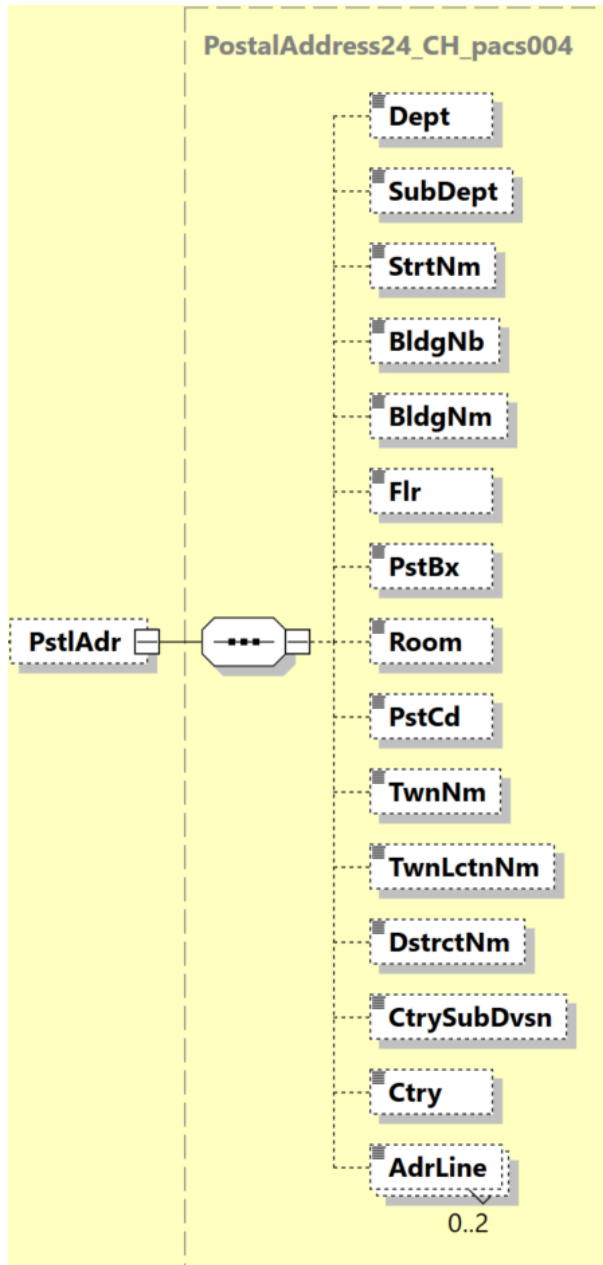 PostalAddress24_CH_pacs004
Dept
SubDept
StrtNm
BldgNb
BldgNm
Flr
PstBx
PstlAdr
Room
PstCd
TwnNm
TwnLctnNm
DstrctNm
CtrySubDvsn
Ctry
AdrLine
0..2